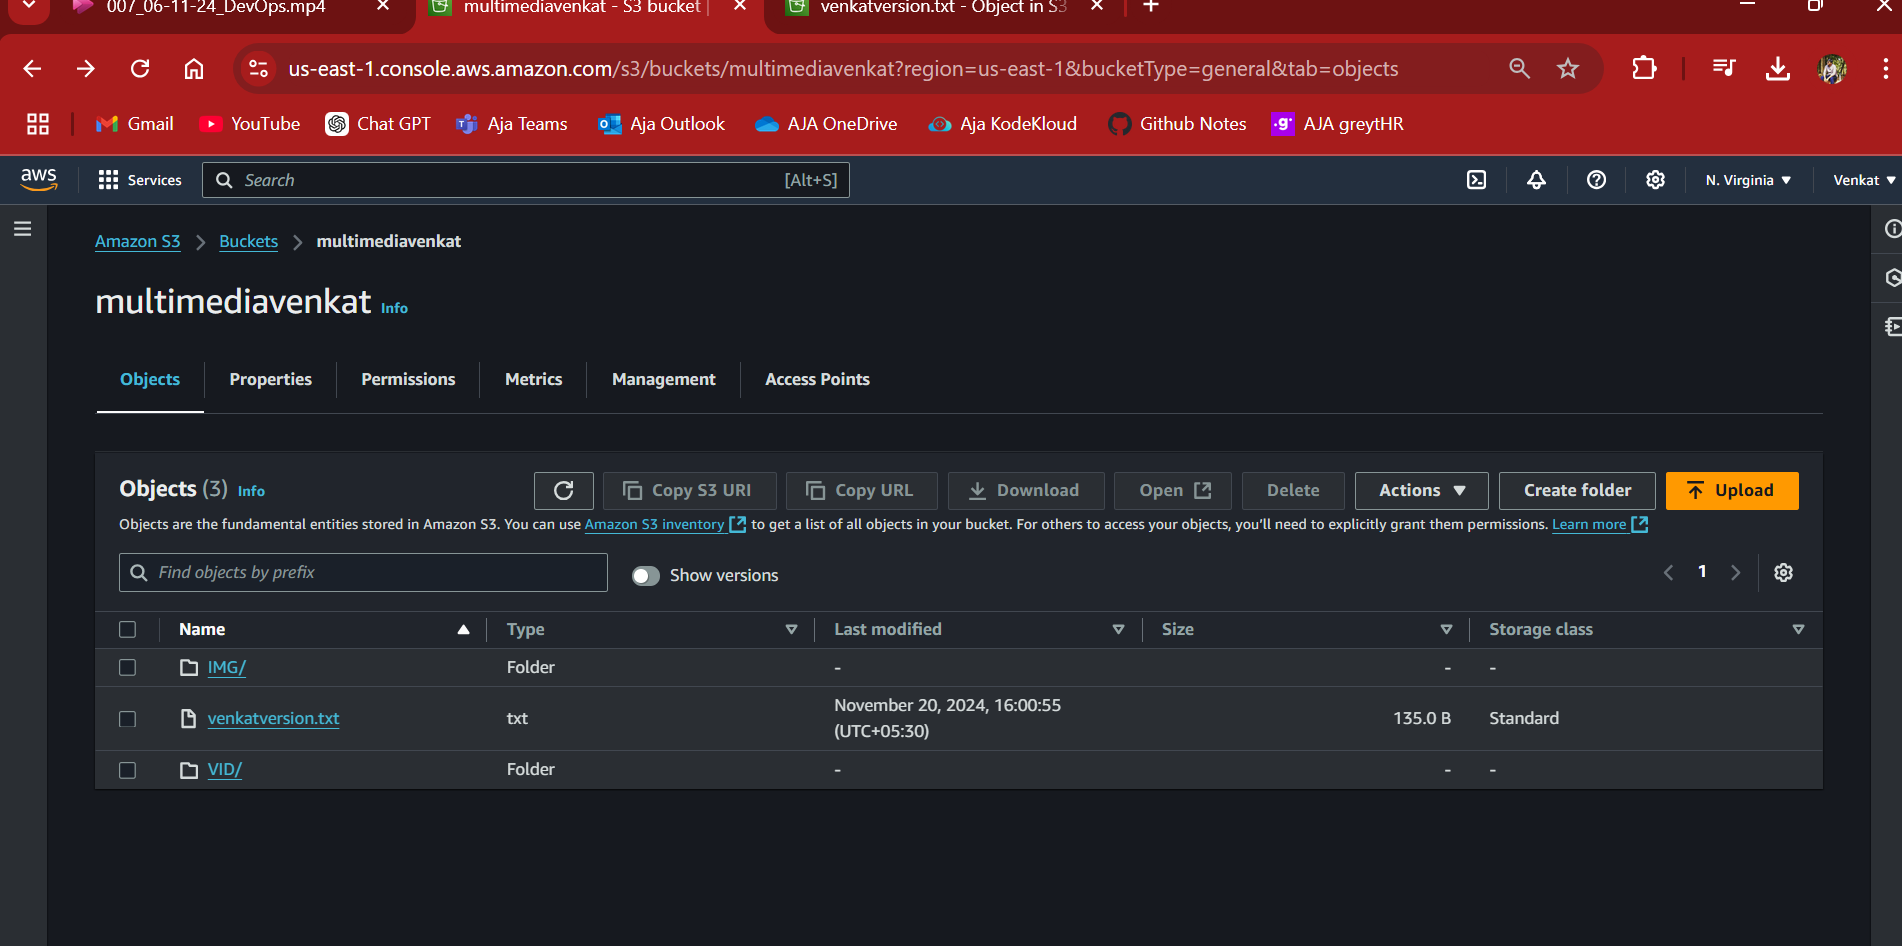 007_06-11-24_DevOps.mp4
multimediavenkat - S3 bucket |
venkatversion.txt - Object in S3
us-east-1.console.aws.amazon.com/s3/buckets/multimediavenkat?region=us-east-1&bucketType=general&tab=objects
Gmail YouTube Chat GPT Aja Teams Aja Outlook AJA OneDrive Aja KodeKloud Github Notes .g' AJA greytHR
aws Services Search [Alt+S] N. Virginia Venkat
Amazon S3 Buckets multimediavenkat
multimediavenkat Info
Objects Properties Permissions Metrics Management Access Points
Objects (3) Info Copy S3 URI Copy URL Download Open Delete Actions Create folder Upload
Objects are the fundamental entities stored in Amazon S3. You can use Amazon S3 inventory to get a list of all objects in your bucket. For others to access your objects, you’ll need to explicitly grant them permissions. Learn more
Find objects by prefix Show versions 1
Name Type Last modified Size Storage class
IMG/ Folder - - -
venkatversion.txt txt November 20, 2024, 16:00:55 (UTC+05:30) 135.0 B Standard
VID/ Folder - - -